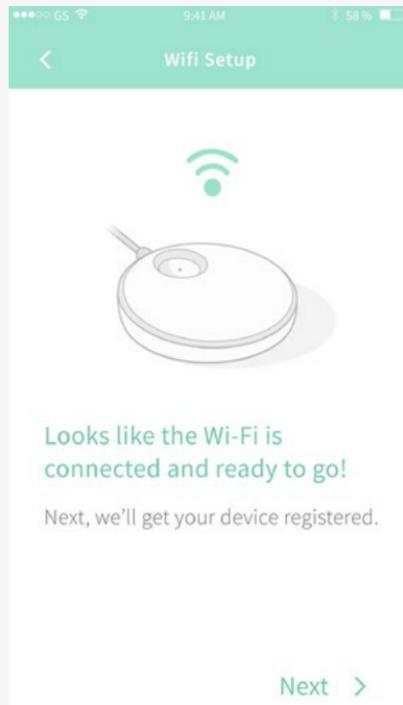 GS 9:41 AM 58%
Wifi Setup
Looks like the Wi-Fi is
connected and ready to go!
Next, we'll get your device registered.
Next